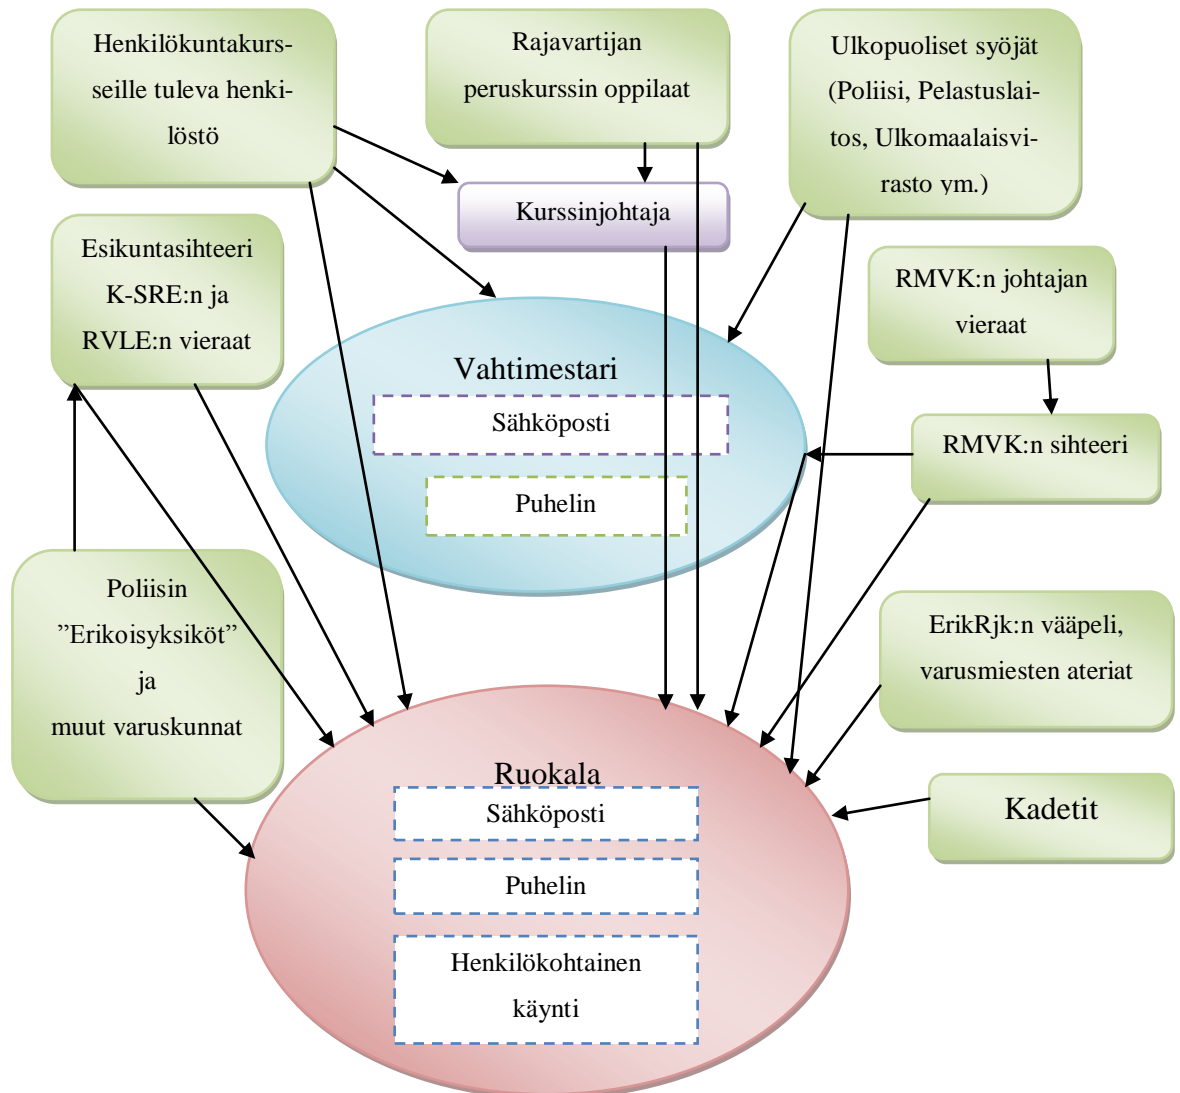 Henkilökuntakurs-
seille tuleva henki-
löstö
Rajavartijan
peruskurssin oppilaat
Ulkopuoliset syöjät
(Poliisi, Pelastuslai-
tos, Ulkomaalaisvi-
rasto ym.)
Kurssinjohtaja
Esikuntasihteeri
K-SRE:n ja
RVLE:n vieraat
RMVK:n johtajan
vieraat
Vahtimestari
Sähköposti
Puhelin
RMVK:n sihteeri
Poliisin
”Erikoisyksiköt”
ja
muut varuskunnat
ErikRjk:n vääpeli,
varusmiesten ateriat
Kadetit
Ruokala
Sähköposti
Puhelin
Henkilökohtainen
käynti